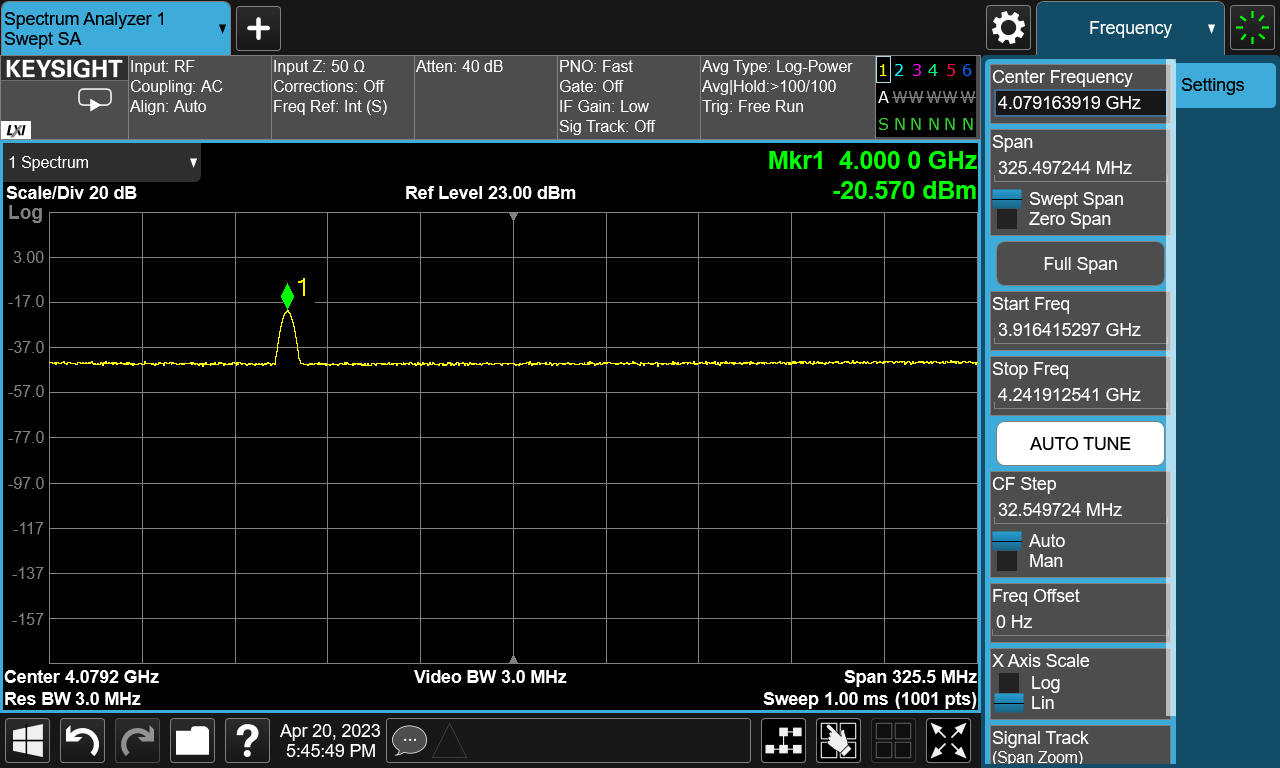 Spectrum Analyzer 1
Swept SA
Frequency
KEYSIGHT
LXI
Input: RF
Coupling: AC
Align: Auto
Input Z: 50 Ω
Corrections: Off
Freq Ref: Int (S)
Atten: 40 dB
PNO: Fast
Gate: Off
IF Gain: Low
Sig Track: Off
Avg Type: Log-Power
Avg|Hold:>100/100
Trig: Free Run
1 2 3 4 5 6
A W W W W W
S N N N N N
1 Spectrum
Mkr1 4.000 0 GHz
-20.570 dBm
Scale/Div 20 dB
Ref Level 23.00 dBm
Log
3.00
-17.0
-37.0
-57.0
-77.0
-97.0
-117
-137
-157
1
Center 4.0792 GHz
Video BW 3.0 MHz
Span 325.5 MHz
Res BW 3.0 MHz
Sweep 1.00 ms (1001 pts)
Center Frequency
4.079163919 GHz
Settings
Span
325.497244 MHz
Swept Span
Zero Span
Full Span
Start Freq
3.916415297 GHz
Stop Freq
4.241912541 GHz
AUTO TUNE
CF Step
32.549724 MHz
Auto
Man
Freq Offset
0 Hz
X Axis Scale
Log
Lin
Signal Track
(Span Zoom)
?
Apr 20, 2023
5:45:49 PM